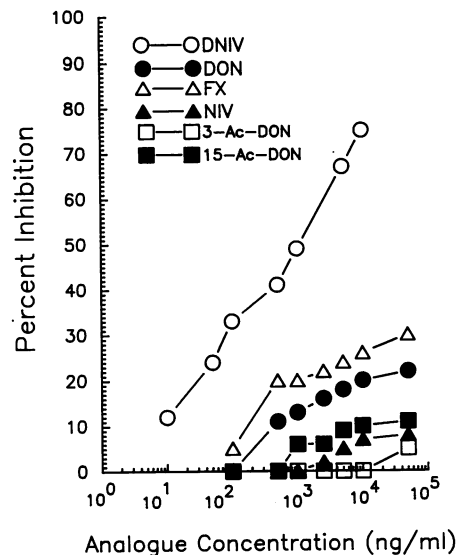 Percent Inhibition
100
90
80
70
60
50
40
30
20
10
0
DNIV
DON
FX
NIV
3-Ac-DON
15-Ac-DON
10^0 10^1 10^2 10^3 10^4 10^5
Analogue Concentration (ng/ml)